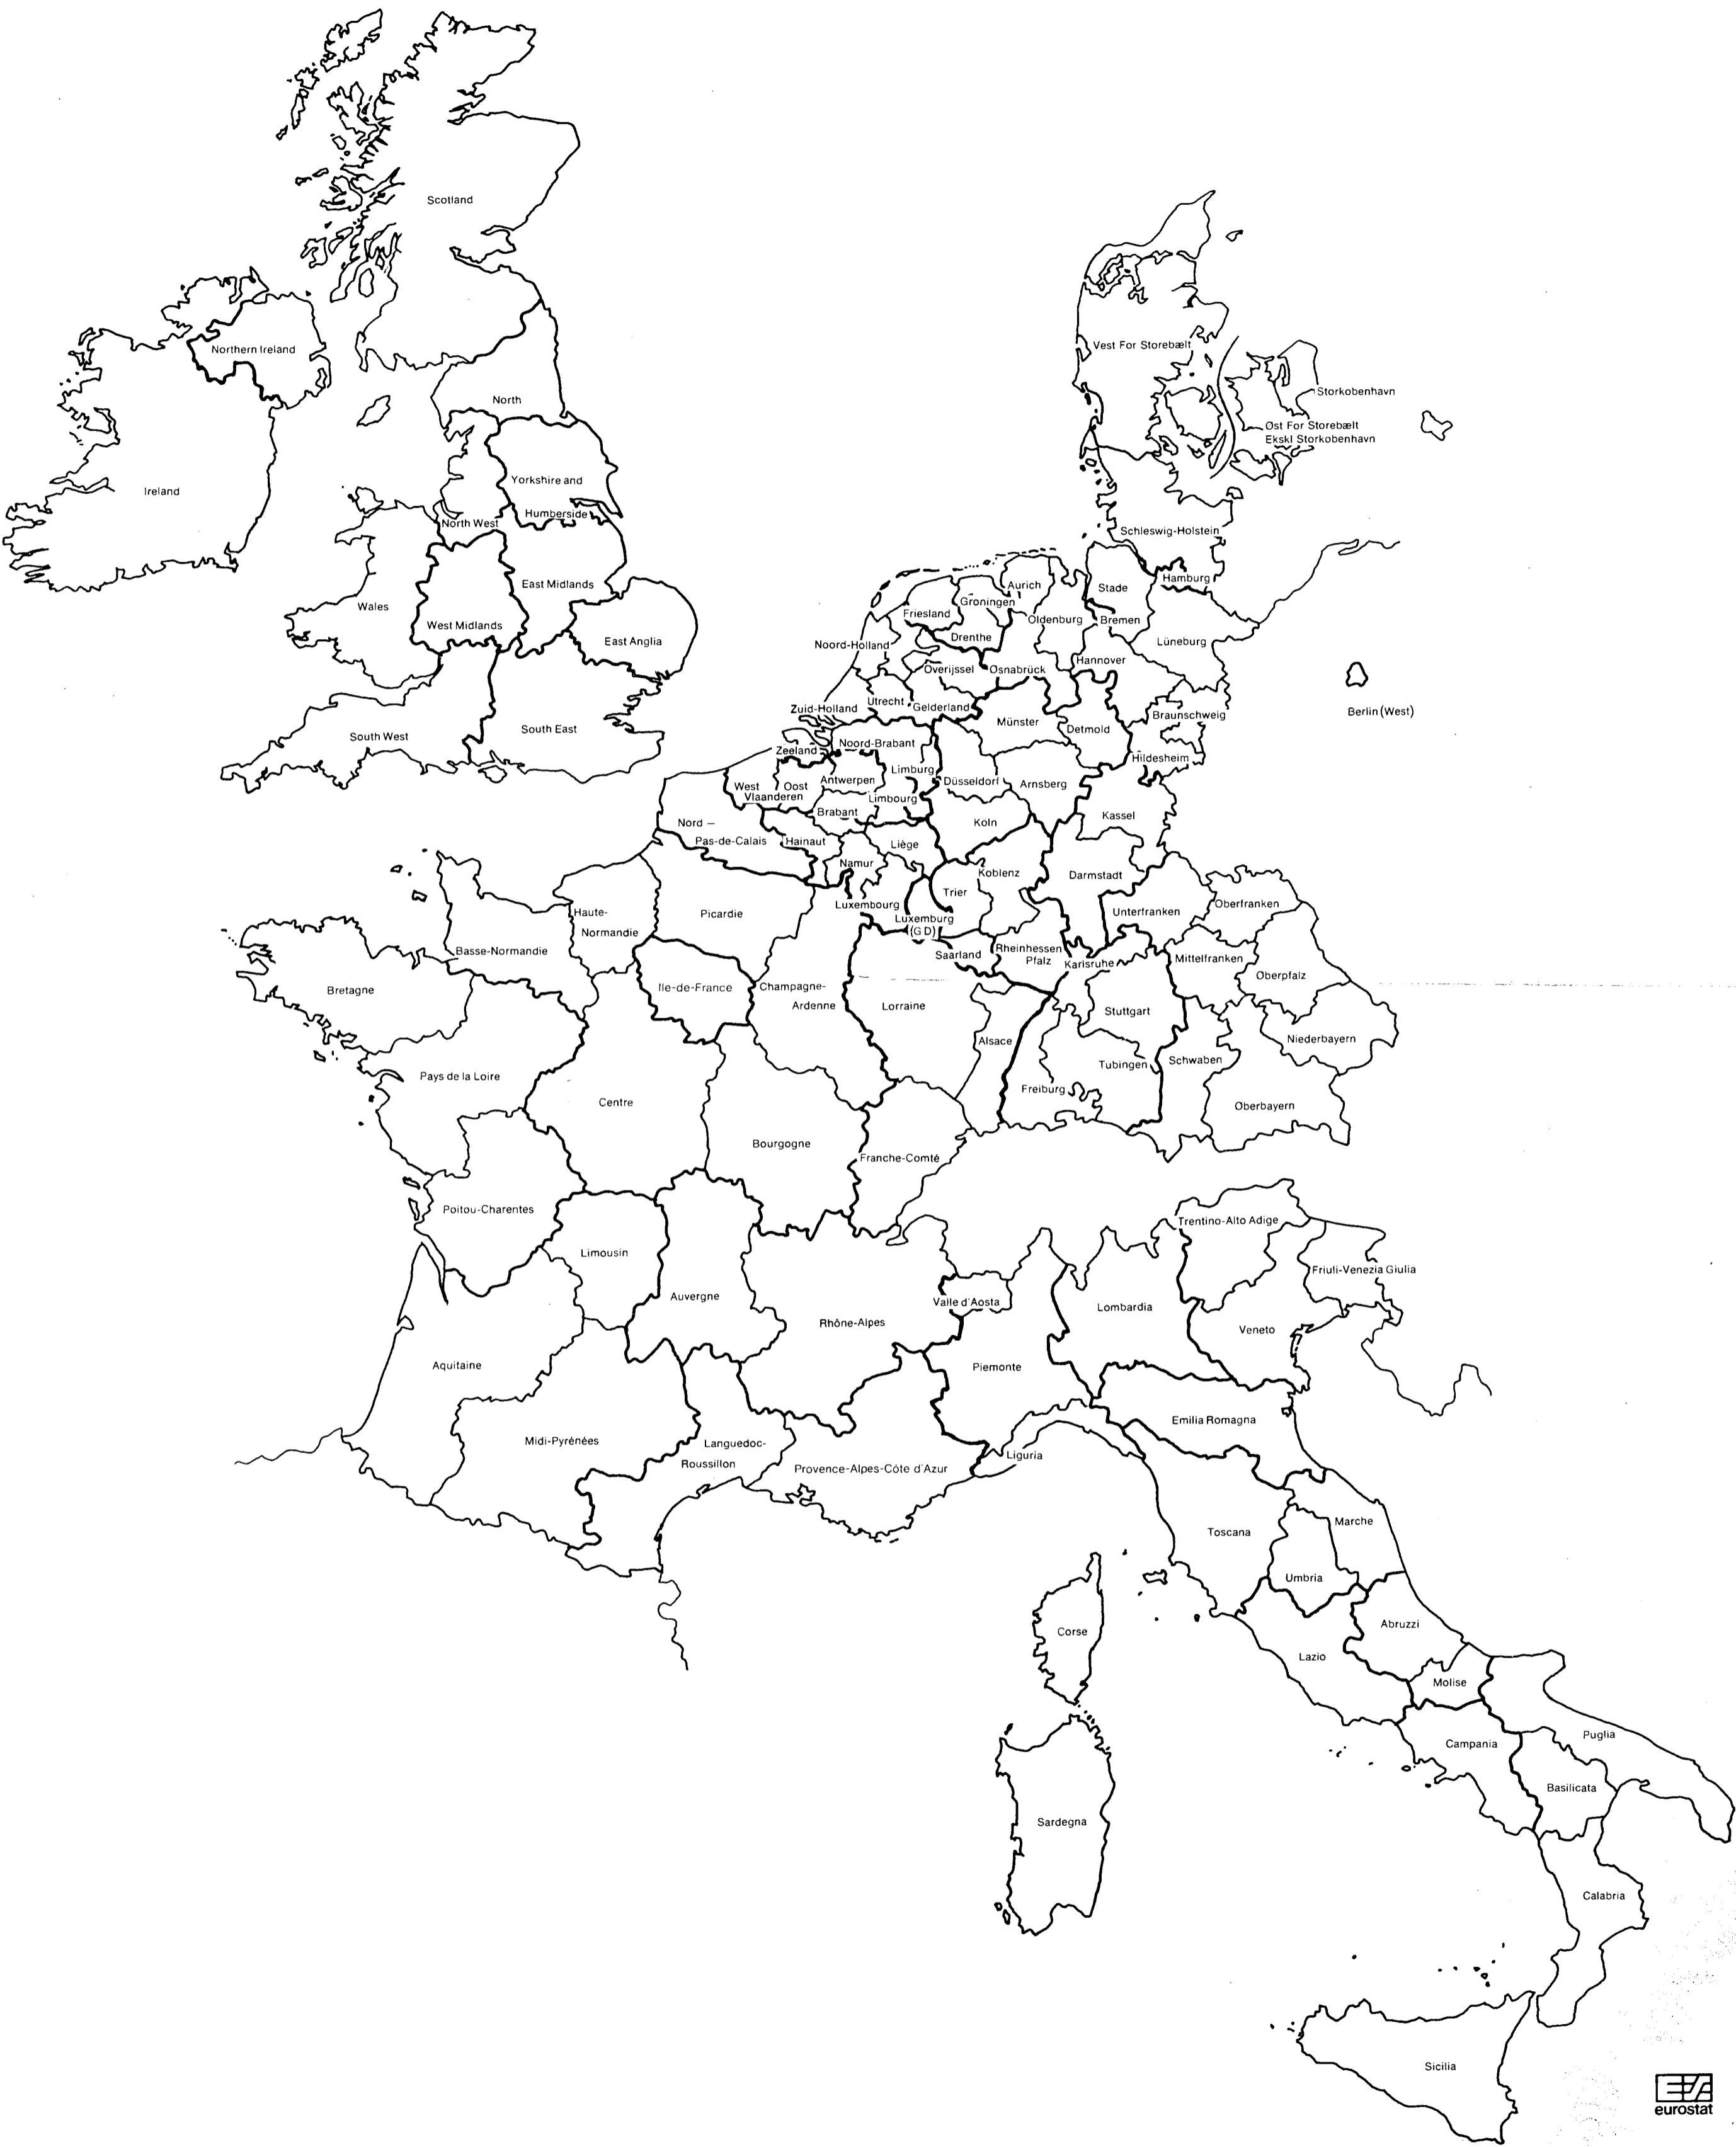 Scotland
Northern Ireland
Ireland
North
Yorkshire and
Humberside
North West
East Midlands
Wales
West Midlands
East Anglia
South West
South East
Vest For Storebælt
Storkobenhavn
Øst For Storebælt
Ekskl Storkobenhavn
Schleswig-Holstein
Hamburg
Aurich
Stade
Groningen
Friesland
Oldenburg
Bremen
Drenthe
Lüneburg
Noord-Holland
Hannover
Overijssel
Osnabrück
Utrecht
Gelderland
Zuid-Holland
Berlin (West)
Münster
Braunschweig
Detmold
Noord-Brabant
Zeeland
Hildesheim
Limburg
Antwerpen
Düsseldorf
Arnsberg
West
Oost
Vlaanderen
Limbourg
Brabant
Köln
Kassel
Nord –
Pas-de-Calais
Hainaut
Liège
Namur
Koblenz
Darmstadt
Trier
Luxembourg
Luxemburg
(G D)
Unterfranken
Oberfranken
Haute-
Normandie
Picardie
Basse-Normandie
Rheinhessen
Pfalz
Saarland
Karlsruhe
Mittelfranken
Oberpfalz
Bretagne
Ile-de-France
Champagne-
Ardenne
Lorraine
Stuttgart
Alsace
Niederbayern
Schwaben
Tubingen
Pays de la Loire
Freiburg
Centre
Oberbayern
Bourgogne
Franche-Comté
Poitou-Charentes
Trentino-Alto Adige
Limousin
Friuli-Venezia Giulia
Auvergne
Valle d'Aosta
Lombardia
Rhône-Alpes
Veneto
Aquitaine
Piemonte
Emilia Romagna
Midi-Pyrénées
Languedoc-
Roussillon
Liguria
Provence-Alpes-Côte d'Azur
Marche
Toscana
Umbria
Abruzzi
Corse
Lazio
Molise
Puglia
Campania
Basilicata
Sardegna
Calabria
Sicilia
eurostat